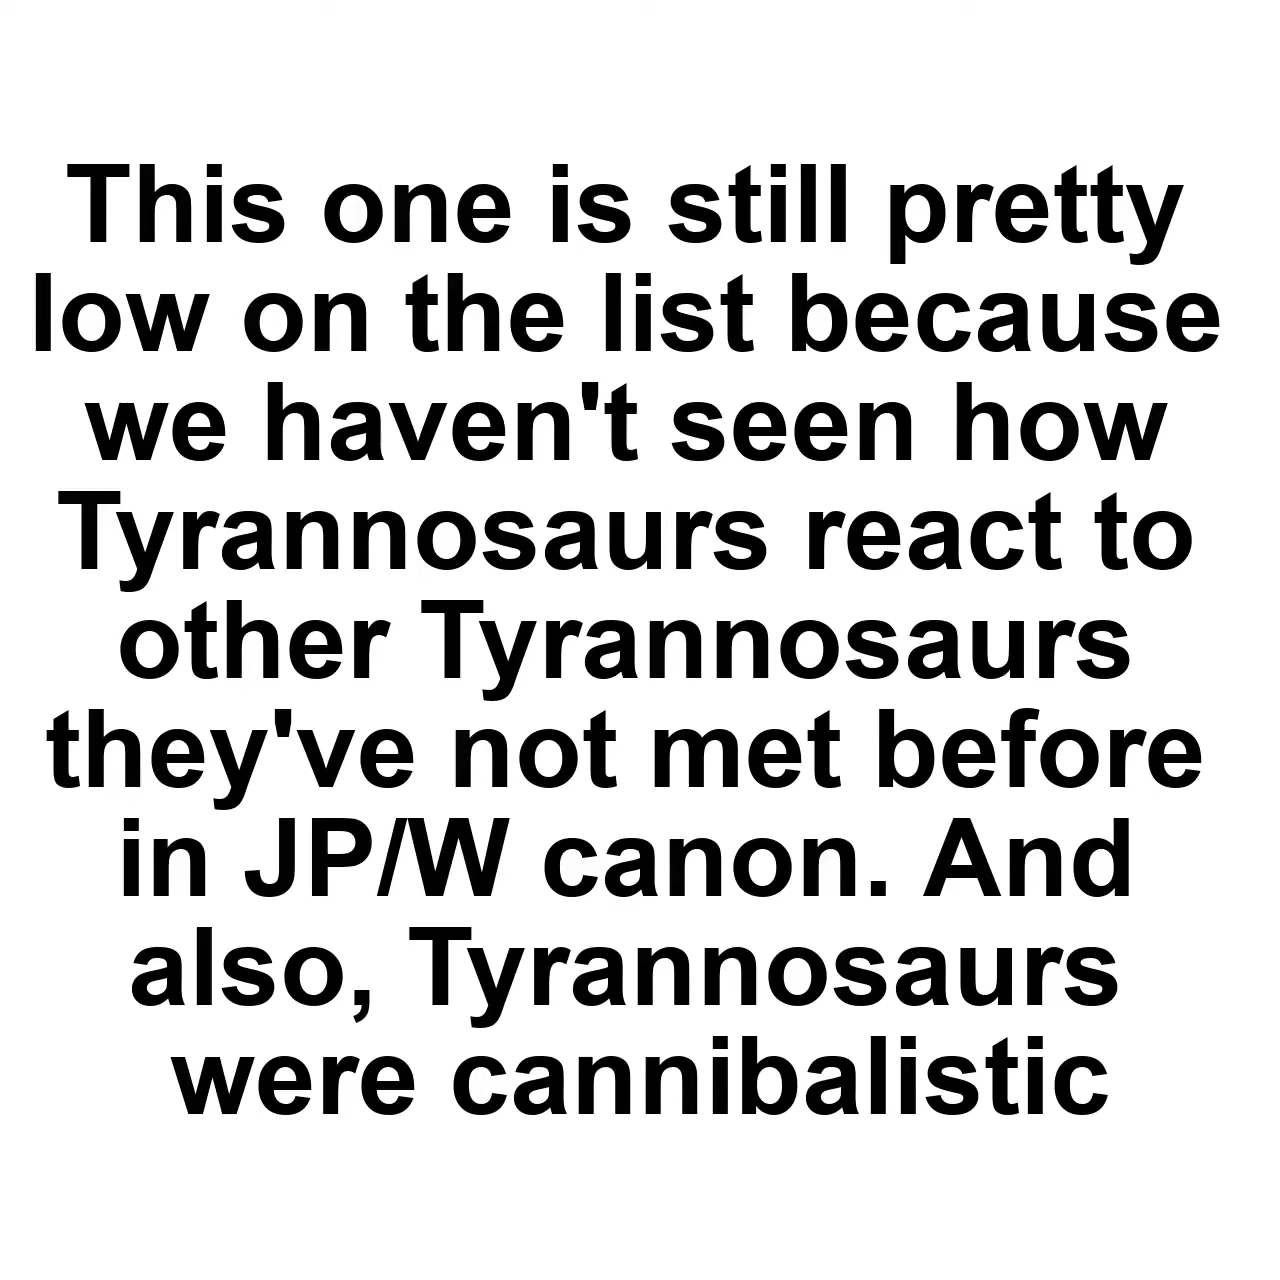 This one is still pretty
low on the list because
we haven't seen how
Tyrannosaurs react to
other Tyrannosaurs
they've not met before
in JP/W canon. And
also, Tyrannosaurs
were cannibalistic